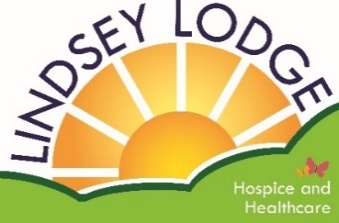 LINDSEY LODGE
Hospice and
Healthcare